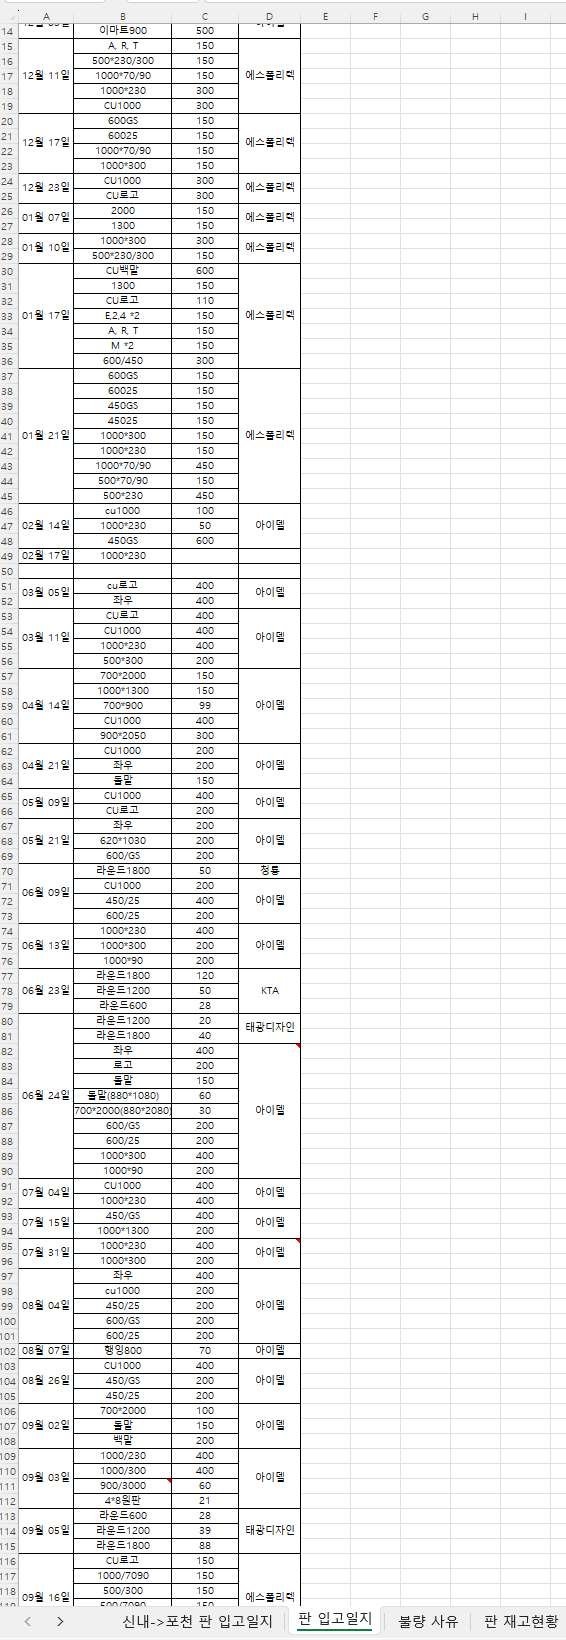 A B C D E F G H I
14 이마트900 500
15 A, R, T 150
16 500*230/300 150
17 12월 11일 1000*70/90 150 에스폴리텍
18 1000*230 300
19 CU1000 300
20 600GS 150
21 60025 150
22 12월 17일 1000*70/90 150 에스폴리텍
23 1000*300 150
24 12월 23일 CU1000 300 에스폴리텍
25 CU로고 300
26 01월 07일 2000 150 에스폴리텍
27 1300 150
28 01월 10일 1000*300 300 에스폴리텍
29 500*230/300 150
30 CU백말 600
31 1300 150
32 CU로고 110
33 01월 17일 E,2,4 *2 150 에스폴리텍
34 A, R, T 150
35 M *2 150
36 600/450 300
37 600GS 150
38 60025 150
39 450GS 150
40 45025 150
41 01월 21일 1000*300 150 에스폴리텍
42 1000*230 150
43 1000*70/90 450
44 500*70/90 150
45 500*230 450
46 cu1000 100
47 02월 14일 1000*230 50 아이델
48 450GS 600
49 02월 17일 1000*230
50
51 03월 05일 cu로고 400 아이델
52 좌우 400
53 CU로고 400
54 03월 11일 CU1000 400 아이델
55 1000*230 400
56 500*300 200
57 700*2000 150
58 1000*1300 150
59 04월 14일 700*900 99 아이델
60 CU1000 400
61 900*2050 300
62 CU1000 200
63 04월 21일 좌우 200 아이델
64 돌말 150
65 05월 09일 CU1000 400 아이델
66 CU로고 200
67 좌우 200
68 05월 21일 620*1030 200 아이델
69 600/GS 200
70 라운드1800 50 청룡
71 06월 09일 CU1000 200
72 450/25 400 아이델
73 600/25 200
74 1000*230 400
75 06월 13일 1000*300 200 아이델
76 1000*90 200
77 라운드1800 120
78 06월 23일 라운드1200 50 KTA
79 라운드600 28
80 라운드1200 20 태광디자인
81 라운드1800 40
82 좌우 400
83 로고 200
84 돌말 150
85 06월 24일 돌말(880*1080) 60
86 700*2000(880*2080) 30 아이델
87 600/GS 200
88 600/25 200
89 1000*300 400
90 1000*90 200
91 07월 04일 CU1000 400 아이델
92 1000*230 400
93 07월 15일 450/GS 400 아이델
94 1000*1300 200
95 07월 31일 1000*230 400 아이델
96 1000*300 200
97 좌우 400
98 cu1000 200
99 08월 04일 450/25 200 아이델
100 600/GS 200
101 600/25 200
102 08월 07일 행잉800 70 아이델
103 CU1000 400
104 08월 26일 450/GS 200 아이델
105 450/25 200
106 700*2000 100
107 09월 02일 돌말 150 아이델
108 백말 200
109 1000/230 400
110 09월 03일 1000/300 400 아이델
111 900/3000 60
112 4*8원판 21
113 라운드600 28
114 09월 05일 라운드1200 39 태광디자인
115 라운드1800 88
116 CU로고 150
117 1000/7090 150
118 09월 16일 500/300 150 에스폴리텍
신내->포천 판 입고일지 판 입고일지 불량 사유 판 재고현황